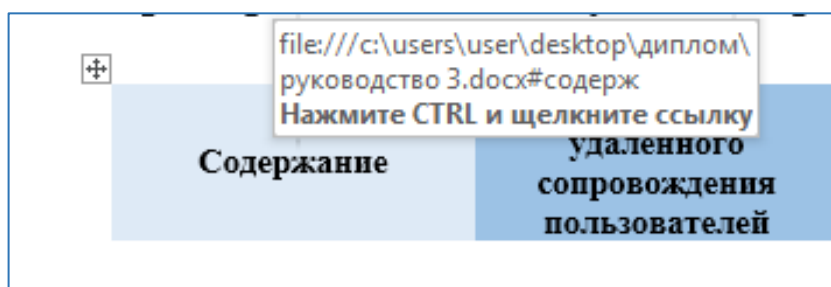 file:///c:\users\user\desktop\диплом\
руководство 3.docx#содерж
Нажмите CTRL и щелкните ссылку
Содержание
удаленного
сопровождения
пользователей